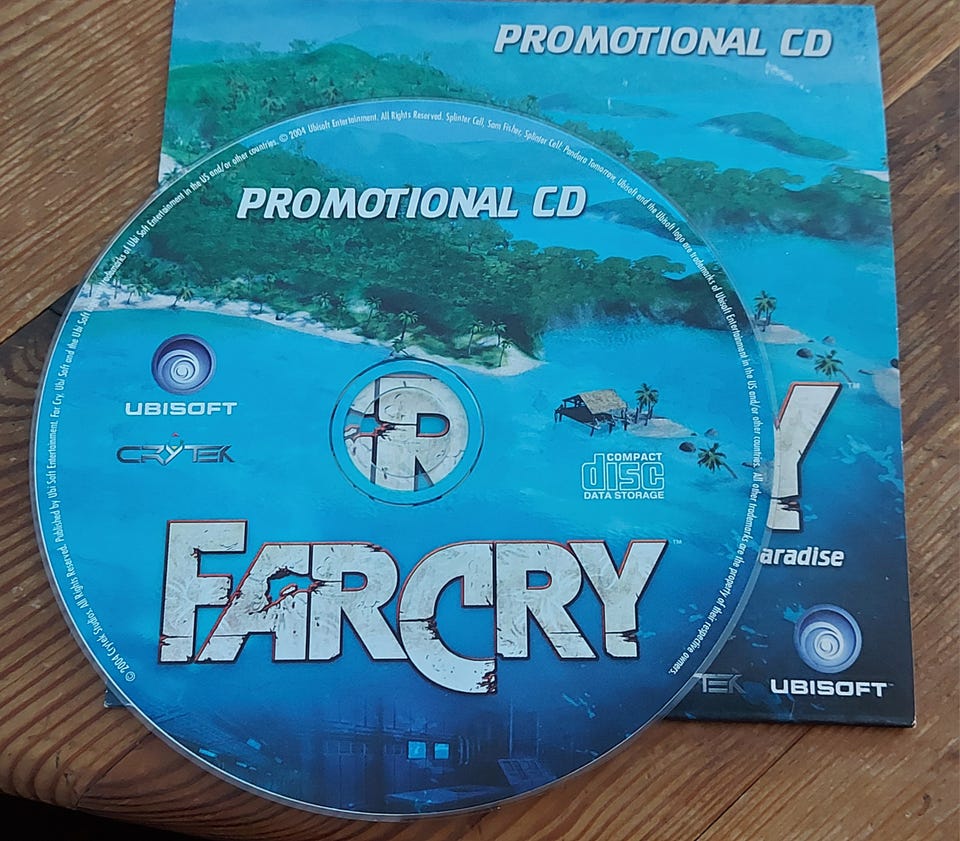 PROMOTIONAL CD
© 2004 Crytek Studios. All Rights Reserved. Published by Ubi Soft Entertainment. Far Cry, Ubi Soft and the Ubi Soft trademarks of Ubi Soft Entertainment in the US and/or other countries. © 2004 Ubisoft Entertainment. All Rights Reserved. Splinter Cell, Sam Fisher, Splinter Cell: Pandora Tomorrow, Ubisoft and the Ubisoft logo are trademarks of Ubisoft Entertainment in the US and/or other countries. All other trademarks are the property of their respective owners.
PROMOTIONAL CD
UBISOFT
CRYTEK
COMPACT
disc
DATA STORAGE
R
FARCRY™
Y™
aradise
TEK
UBISOFT™